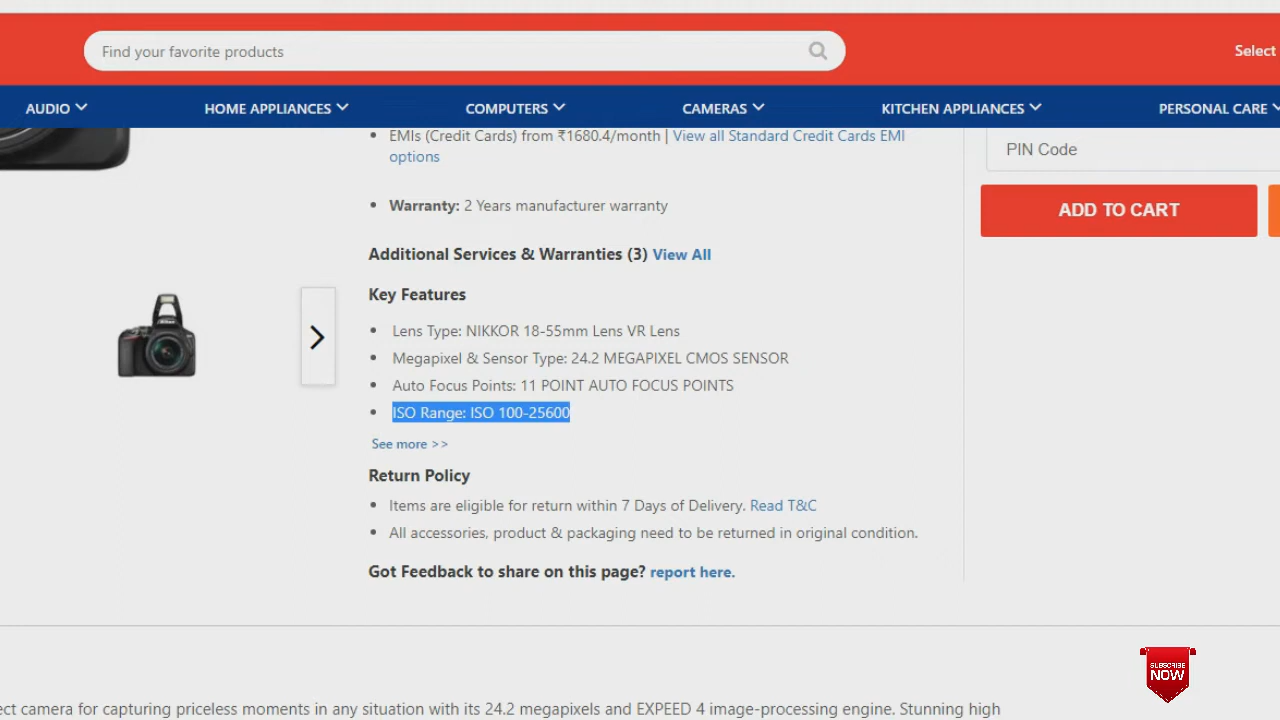 Find your favorite products
Select
AUDIO
HOME APPLIANCES
COMPUTERS
CAMERAS
KITCHEN APPLIANCES
PERSONAL CARE
EMIs (Credit Cards) from ₹1680.4/month | View all Standard Credit Cards EMI
options
Warranty: 2 Years manufacturer warranty
Additional Services & Warranties (3) View All
Key Features
Lens Type: NIKKOR 18-55mm Lens VR Lens
Megapixel & Sensor Type: 24.2 MEGAPIXEL CMOS SENSOR
Auto Focus Points: 11 POINT AUTO FOCUS POINTS
ISO Range: ISO 100-25600
See more >>
Return Policy
Items are eligible for return within 7 Days of Delivery. Read T&C
All accessories, product & packaging need to be returned in original condition.
Got Feedback to share on this page? report here.
PIN Code
ADD TO CART
SUBSCRIBE
NOW
camera for capturing priceless moments in any situation with its 24.2 megapixels and EXPEED 4 image-processing engine. Stunning high